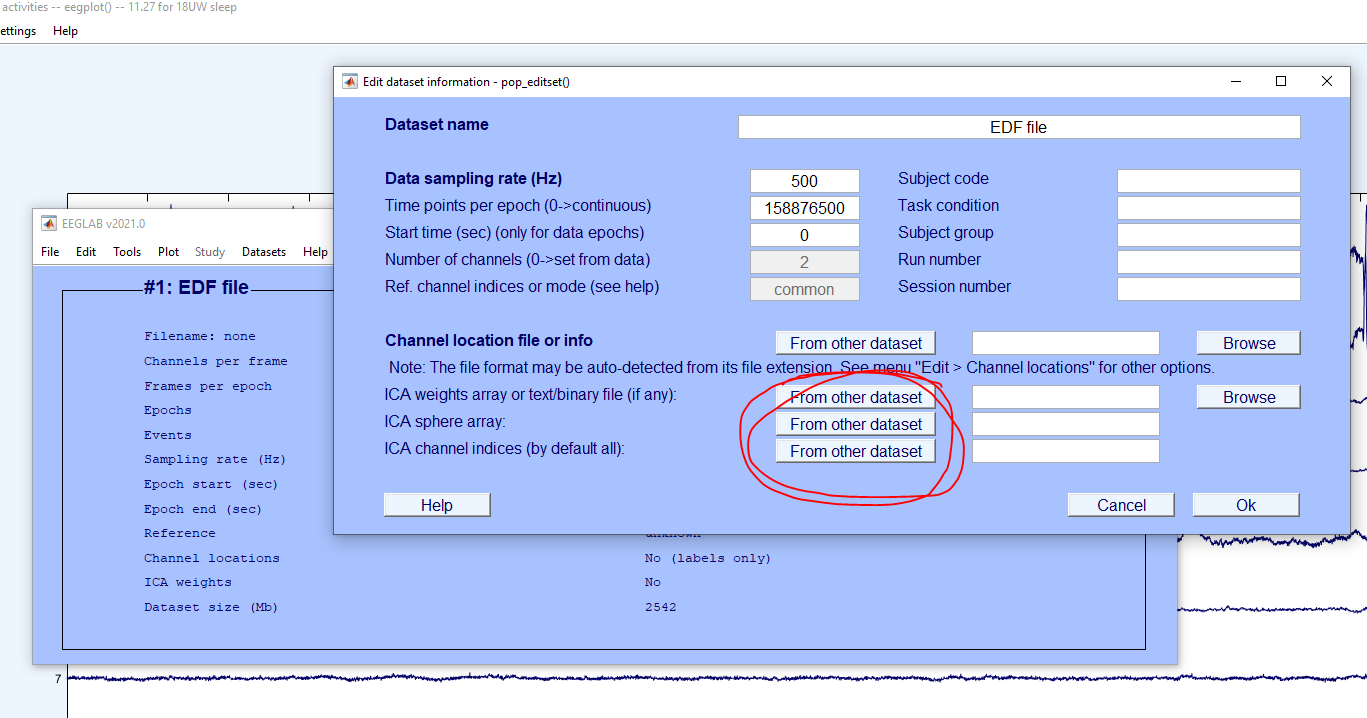 activities -- eegplot() -- 11.27 for 18UW sleep
ettings Help
Edit dataset information - pop_editset()
Dataset name EDF file
Data sampling rate (Hz) 500 Subject code
Time points per epoch (0->continuous) 158876500 Task condition
Start time (sec) (only for data epochs) 0 Subject group
Number of channels (0->set from data) 2 Run number
Ref. channel indices or mode (see help) common Session number
Channel location file or info From other dataset Browse
Note: The file format may be auto-detected from its file extension. See menu "Edit > Channel locations" for other options.
ICA weights array or text/binary file (if any): From other dataset Browse
ICA sphere array: From other dataset
ICA channel indices (by default all): From other dataset
Help Cancel Ok
EEGLAB v2021.0
File Edit Tools Plot Study Datasets Help
#1: EDF file
Filename: none
Channels per frame
Frames per epoch
Epochs
Events
Sampling rate (Hz)
Epoch start (sec)
Epoch end (sec)
Reference unknown
Channel locations No (labels only)
ICA weights No
Dataset size (Mb) 2542
7